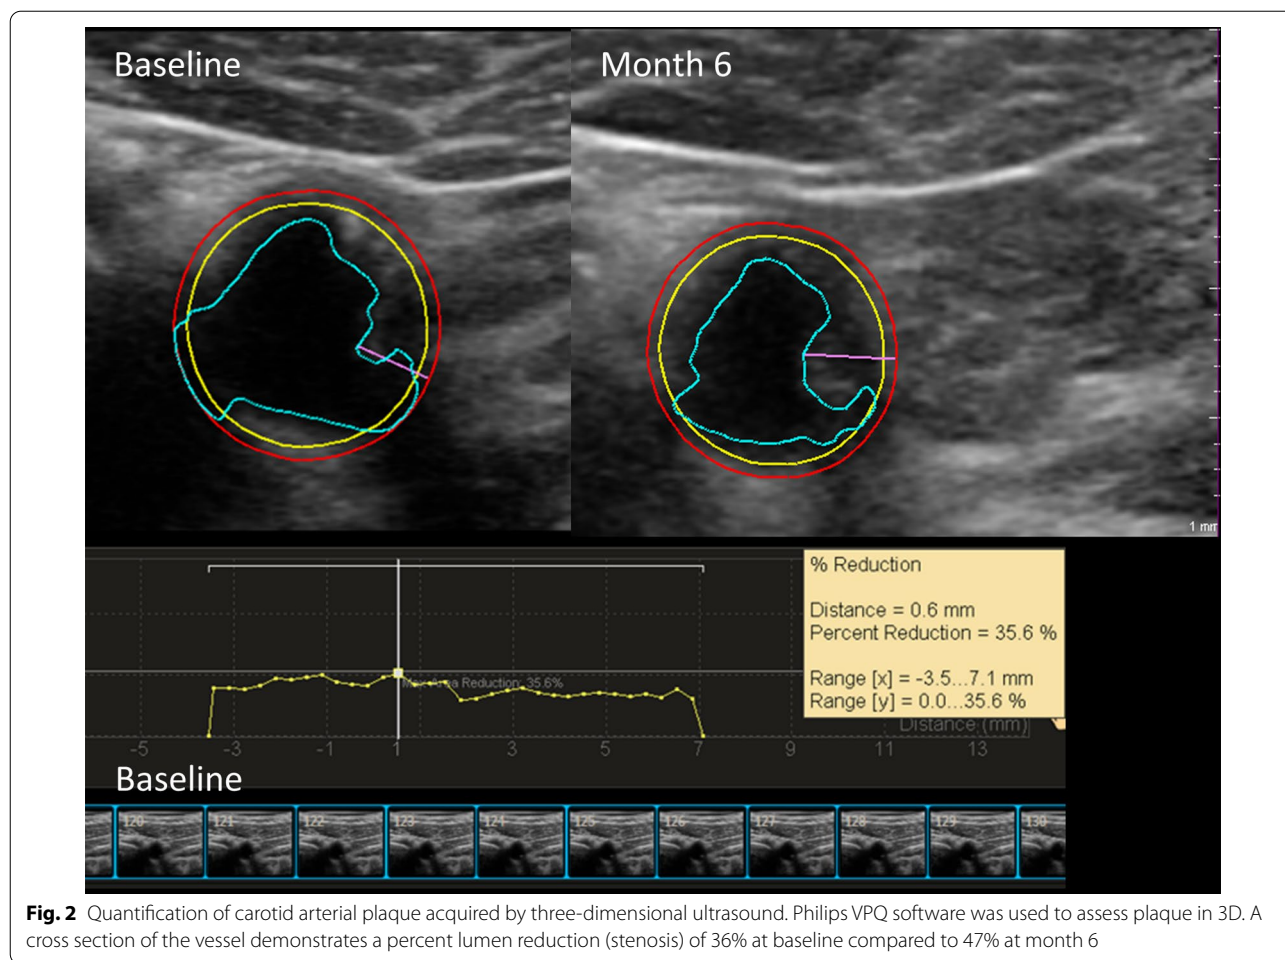 Baseline
Month 6
1 mm
% Reduction
Distance = 0.6 mm
Percent Reduction = 35.6 %
Range [x] = -3.5...7.1 mm
Range [y] = 0.0...35.6 %
Max Area Reduction: 35.6%
Distance (mm)
-5 -3 -1 1 3 5 7 9 11 13
Baseline
120 121 122 123 124 125 126 127 128 129 130
Fig. 2 Quantification of carotid arterial plaque acquired by three-dimensional ultrasound. Philips VPQ software was used to assess plaque in 3D. A
cross section of the vessel demonstrates a percent lumen reduction (stenosis) of 36% at baseline compared to 47% at month 6